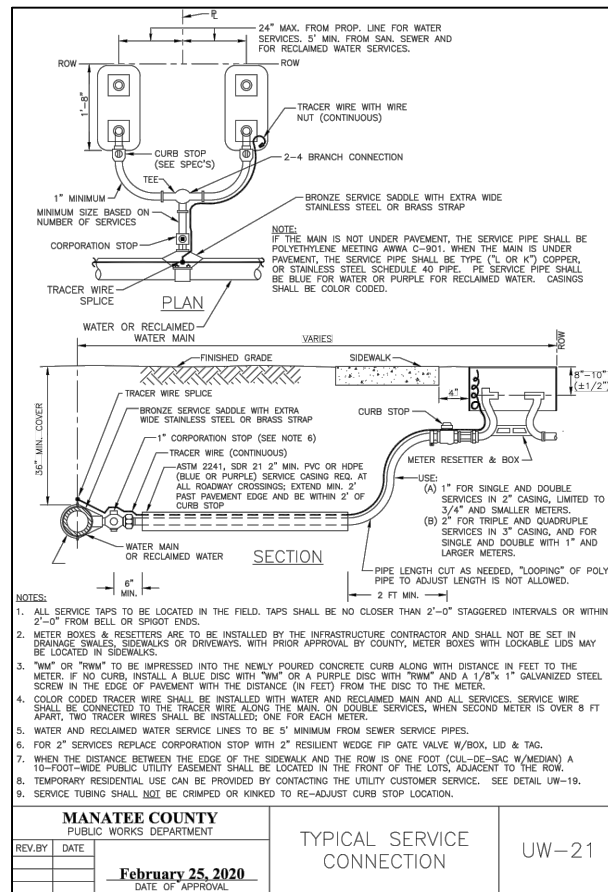 PL
24" MAX. FROM PROP. LINE FOR WATER
SERVICES. 5' MIN. FROM SAN. SEWER AND
FOR RECLAIMED WATER SERVICES.
ROW
ROW
1'-8"
TRACER WIRE WITH WIRE
NUT (CONTINUOUS)
CURB STOP
(SEE SPEC'S)
2-4 BRANCH CONNECTION
TEE
1" MINIMUM
BRONZE SERVICE SADDLE WITH EXTRA WIDE
STAINLESS STEEL OR BRASS STRAP
MINIMUM SIZE BASED ON
NUMBER OF SERVICES
CORPORATION STOP
NOTE:
IF THE MAIN IS NOT UNDER PAVEMENT, THE SERVICE PIPE SHALL BE
POLYETHYLENE MEETING AWWA C-901. WHEN THE MAIN IS UNDER
PAVEMENT, THE SERVICE PIPE SHALL BE TYPE ("L OR K") COPPER,
OR STAINLESS STEEL SCHEDULE 40 PIPE. PE SERVICE PIPE SHALL
BE BLUE FOR WATER OR PURPLE FOR RECLAIMED WATER. CASINGS
SHALL BE COLOR CODED.
TRACER WIRE
SPLICE
PLAN
WATER OR RECLAIMED
WATER MAIN
VARIES
ROW
FINISHED GRADE
SIDEWALK
8"-10"
(±1/2")
4"
36" MIN. COVER
TRACER WIRE SPLICE
BRONZE SERVICE SADDLE WITH EXTRA
WIDE STAINLESS STEEL OR BRASS STRAP
CURB STOP
1" CORPORATION STOP (SEE NOTE 6)
TRACER WIRE (CONTINUOUS)
METER RESETTER & BOX
ASTM 2241, SDR 21 2" MIN. PVC OR HDPE
(BLUE OR PURPLE) SERVICE CASING REQ. AT
ALL ROADWAY CROSSINGS; EXTEND MIN. 2'
PAST PAVEMENT EDGE AND BE WITHIN 2' OF
CURB STOP
USE:
(A) 1" FOR SINGLE AND DOUBLE
SERVICES IN 2" CASING, LIMITED TO
3/4" AND SMALLER METERS.
(B) 2" FOR TRIPLE AND QUADRUPLE
SERVICES IN 3" CASING, AND FOR
SINGLE AND DOUBLE WITH 1" AND
LARGER METERS.
WATER MAIN
OR RECLAIMED WATER
SECTION
PIPE LENGTH CUT AS NEEDED, "LOOPING" OF POLY
PIPE TO ADJUST LENGTH IS NOT ALLOWED.
6"
MIN.
2 FT MIN.
NOTES:
1. ALL SERVICE TAPS TO BE LOCATED IN THE FIELD. TAPS SHALL BE NO CLOSER THAN 2'-0" STAGGERED INTERVALS OR WITHIN
2'-0" FROM BELL OR SPIGOT ENDS.
2. METER BOXES & RESETTERS ARE TO BE INSTALLED BY THE INFRASTRUCTURE CONTRACTOR AND SHALL NOT BE SET IN
DRAINAGE SWALES, SIDEWALKS OR DRIVEWAYS. WITH PRIOR APPROVAL BY COUNTY, METER BOXES WITH LOCKABLE LIDS MAY
BE LOCATED IN SIDEWALKS.
3. "WM" OR "RWM" TO BE IMPRESSED INTO THE NEWLY POURED CONCRETE CURB ALONG WITH DISTANCE IN FEET TO THE
METER. IF NO CURB, INSTALL A BLUE DISC WITH "WM" OR A PURPLE DISC WITH "RWM" AND A 1/8"x 1" GALVANIZED STEEL
SCREW IN THE EDGE OF PAVEMENT WITH THE DISTANCE (IN FEET) FROM THE DISC TO THE METER.
4. COLOR CODED TRACER WIRE SHALL BE INSTALLED WITH WATER AND RECLAIMED MAIN AND ALL SERVICES. SERVICE WIRE
SHALL BE CONNECTED TO THE TRACER WIRE ALONG THE MAIN. ON DOUBLE SERVICES, WHEN SECOND METER IS OVER 8 FT
APART, TWO TRACER WIRES SHALL BE INSTALLED; ONE FOR EACH METER.
5. WATER AND RECLAIMED WATER SERVICE LINES TO BE 5' MINIMUM FROM SEWER SERVICE PIPES.
6. FOR 2" SERVICES REPLACE CORPORATION STOP WITH 2" RESILIENT WEDGE FIP GATE VALVE W/BOX, LID & TAG.
7. WHEN THE DISTANCE BETWEEN THE EDGE OF THE SIDEWALK AND THE ROW IS ONE FOOT (CUL-DE-SAC W/MEDIAN) A
10-FOOT-WIDE PUBLIC UTILITY EASEMENT SHALL BE LOCATED IN THE FRONT OF THE LOTS, ADJACENT TO THE ROW.
8. TEMPORARY RESIDENTIAL USE CAN BE PROVIDED BY CONTACTING THE UTILITY CUSTOMER SERVICE. SEE DETAIL UW-19.
9. SERVICE TUBING SHALL NOT BE CRIMPED OR KINKED TO RE-ADJUST CURB STOP LOCATION.
MANATEE COUNTY
PUBLIC WORKS DEPARTMENT
REV.BY DATE
February 25, 2020
DATE OF APPROVAL
TYPICAL SERVICE
CONNECTION
UW-21